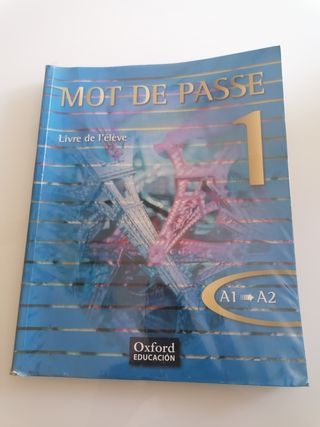 MOT DE PASSE
Livre de l'élève
1
A1 ➠ A2
Oxford
EDUCACIÓN